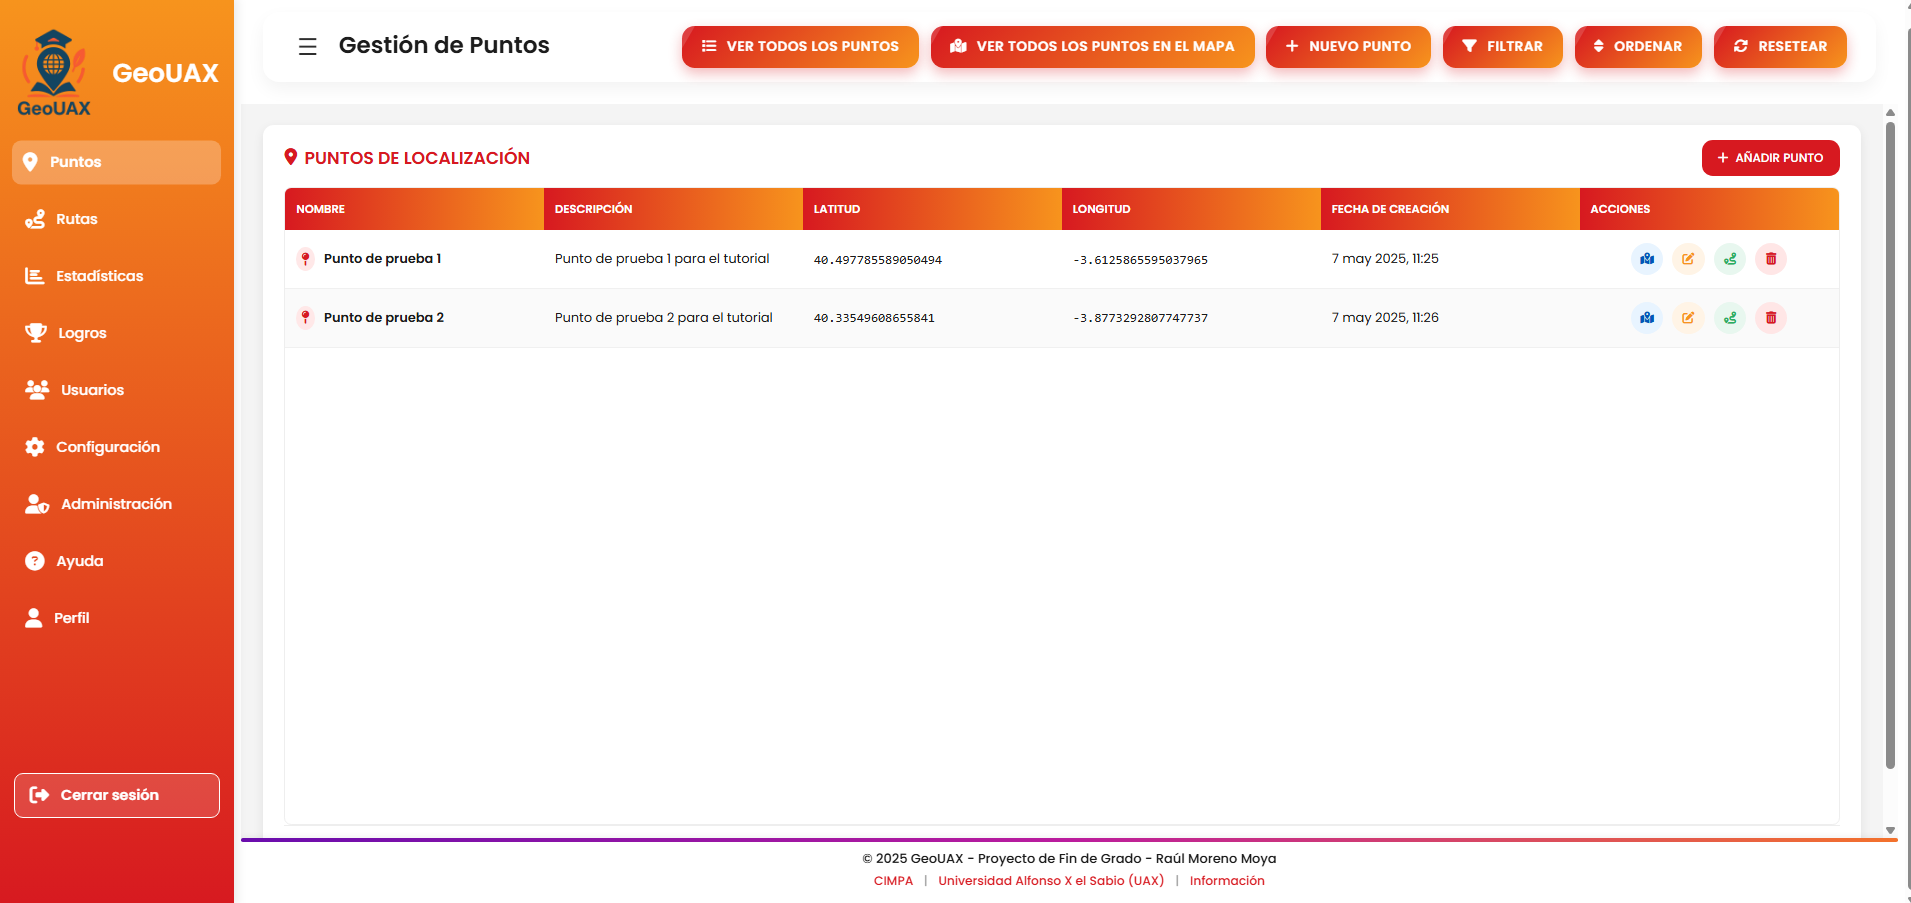 GeoUAX
GeoUAX
Puntos
Rutas
Estadísticas
Logros
Usuarios
Configuración
Administración
Ayuda
Perfil
Cerrar sesión
Gestión de Puntos
VER TODOS LOS PUNTOS
VER TODOS LOS PUNTOS EN EL MAPA
NUEVO PUNTO
FILTRAR
ORDENAR
RESETEAR
PUNTOS DE LOCALIZACIÓN
AÑADIR PUNTO
NOMBRE DESCRIPCIÓN LATITUD LONGITUD FECHA DE CREACIÓN ACCIONES
Punto de prueba 1 Punto de prueba 1 para el tutorial 40.497785589050494 -3.6125865595037965 7 may 2025, 11:25
Punto de prueba 2 Punto de prueba 2 para el tutorial 40.33549608655841 -3.8773292807747737 7 may 2025, 11:26
© 2025 GeoUAX - Proyecto de Fin de Grado - Raúl Moreno Moya
CIMPA | Universidad Alfonso X el Sabio (UAX) | Información